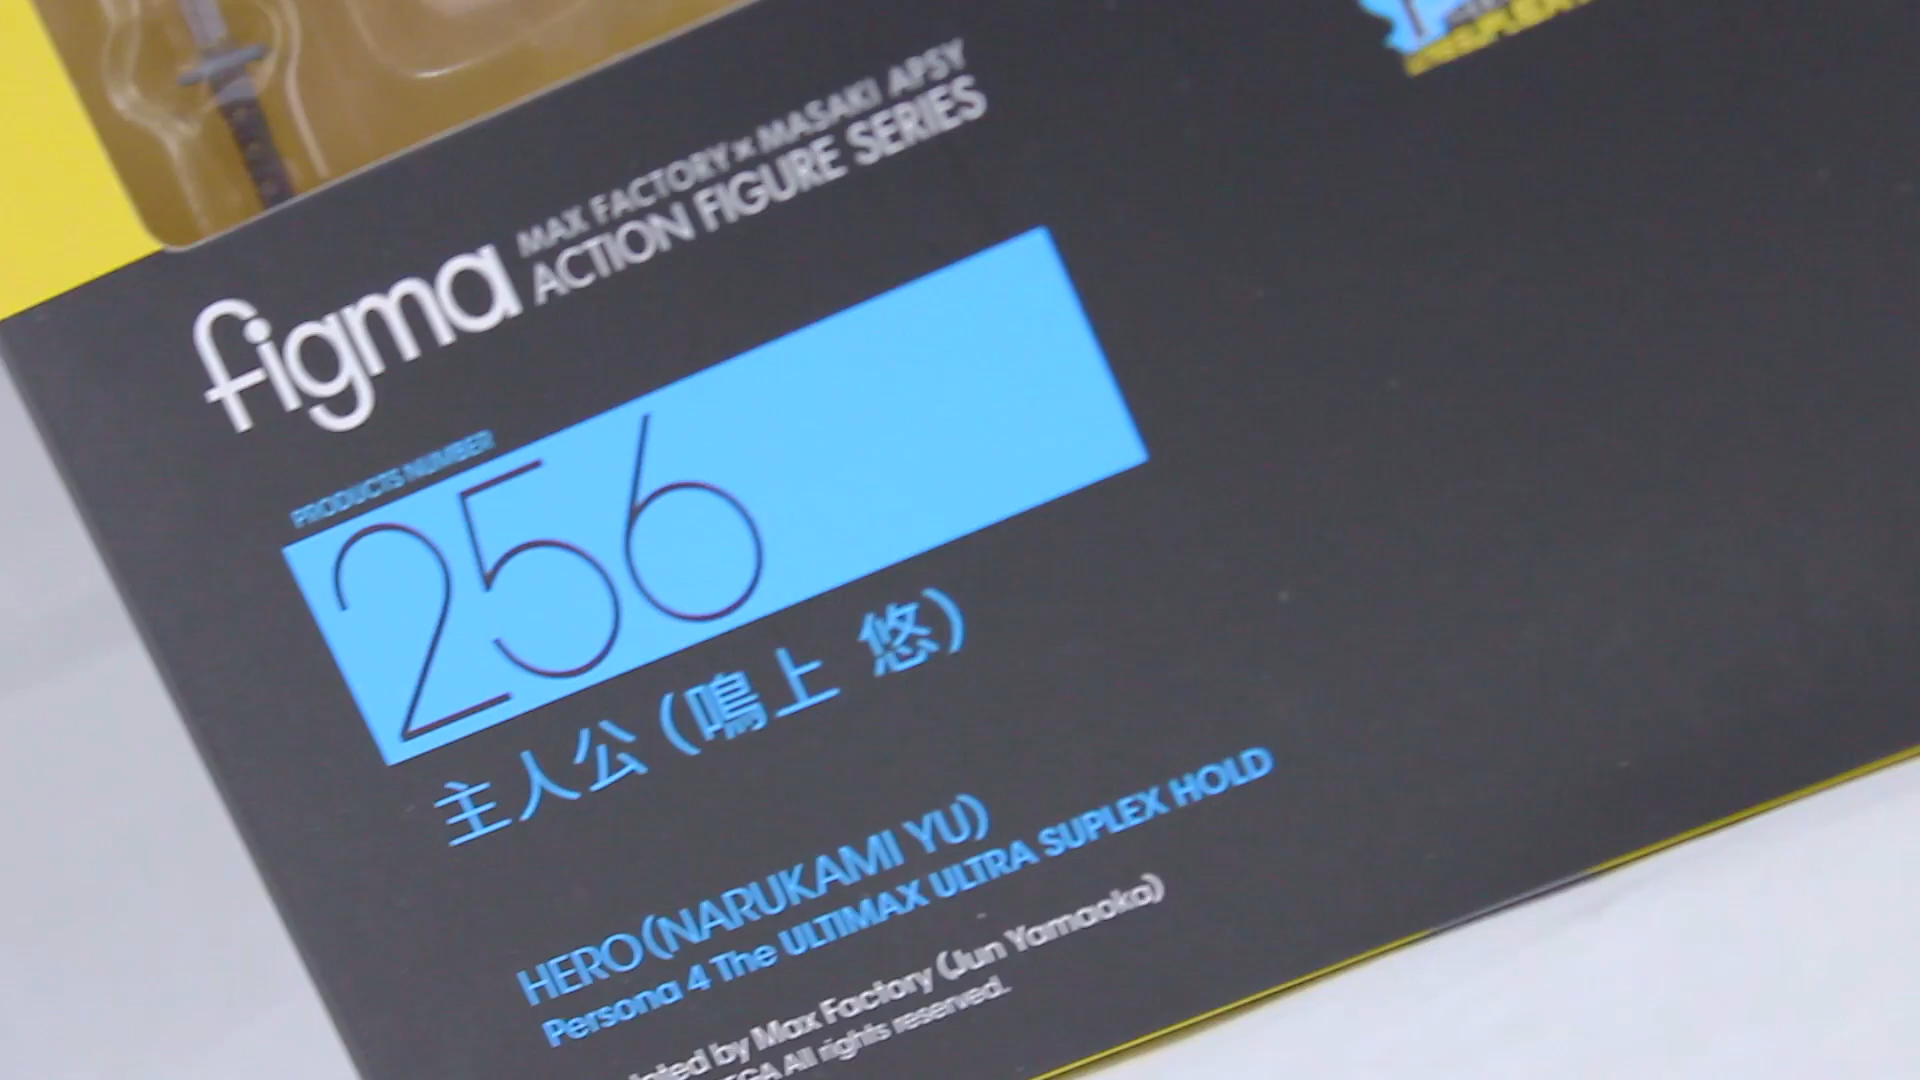 figma
MAX FACTORY×MASAKI APSY
ACTION FIGURE SERIES
PRODUCTS NUMBER
256
主人公(鳴上 悠)
HERO(NARUKAMI YU)
Persona 4 The ULTIMAX ULTRA SUPLEX HOLD
by Max Factory (Jun Yamaoka)
All rights reserved.